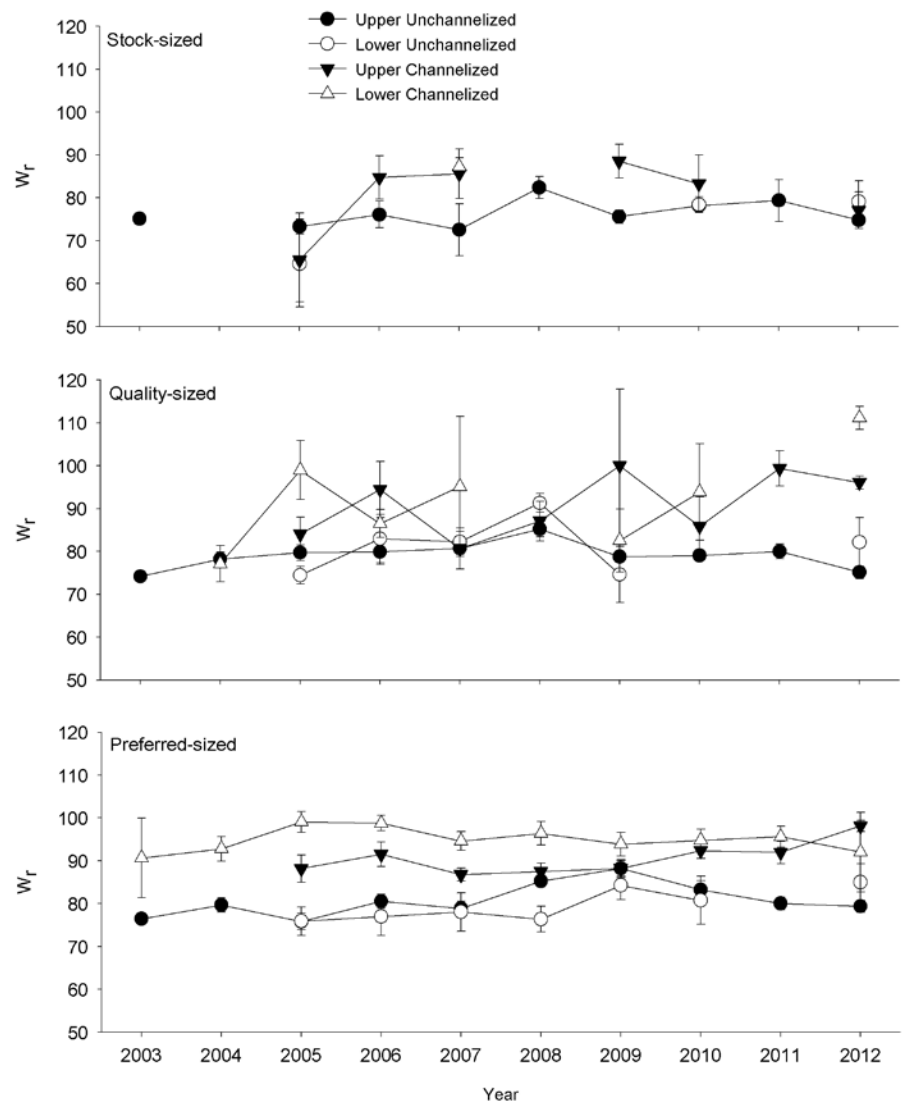 Upper Unchannelized
Lower Unchannelized
Upper Channelized
Lower Channelized
Stock-sized
120
110
100
90
80
70
60
50
Wr
Quality-sized
120
110
100
90
80
70
60
50
Wr
Preferred-sized
120
110
100
90
80
70
60
50
Wr
2003 2004 2005 2006 2007 2008 2009 2010 2011 2012
Year